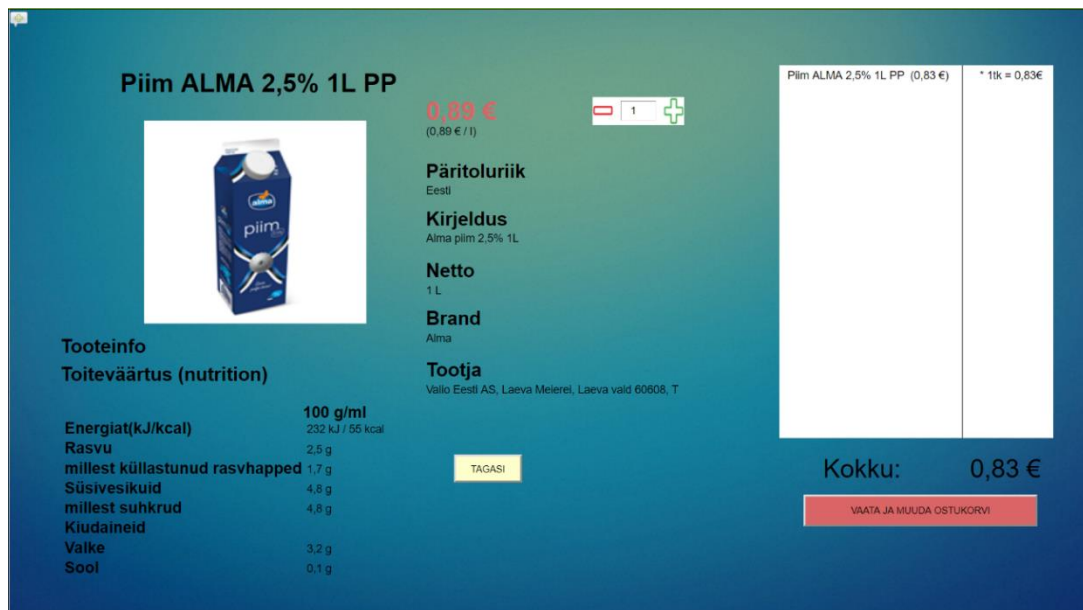 Piim ALMA 2,5% 1L PP
alma
piim
Tooteinfo
Toiteväärtus (nutrition)
100 g/ml
Energiat(kJ/kcal) 232 kJ / 55 kcal
Rasvu 2,5 g
millest küllastunud rasvhapped 1,7 g
Süsivesikuid 4,8 g
millest suhkrud 4,8 g
Kiudaineid
Valke 3,2 g
Sool 0,1 g
0,89 €
1
(0,89 € / l)
Päritoluriik
Eesti
Kirjeldus
Alma piim 2,5% 1L
Netto
1 L
Brand
Alma
Tootja
Valio Eesti AS, Laeva Meierei, Laeva vald 60608, T
TAGASI
Piim ALMA 2,5% 1L PP (0,83 €) * 1tk = 0,83€
Kokku: 0,83 €
VAATA JA MUUDA OSTUKORVI